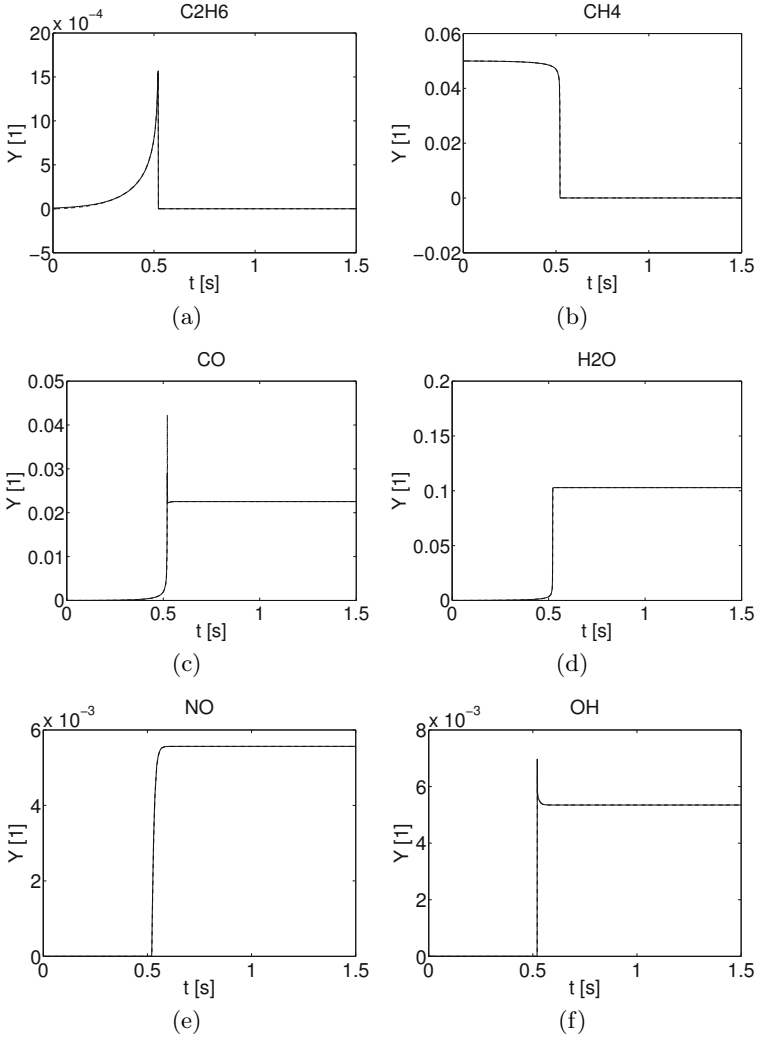 C2H6
x 10⁻⁴
20
15
10
5
0
−5
Y [1]
0 0.5 1 1.5
t [s]
(a)
CH4
0.06
0.04
0.02
0
−0.02
Y [1]
0 0.5 1 1.5
t [s]
(b)
CO
0.05
0.04
0.03
0.02
0.01
0
Y [1]
0 0.5 1 1.5
t [s]
(c)
H2O
0.2
0.15
0.1
0.05
0
Y [1]
0 0.5 1 1.5
t [s]
(d)
NO
x 10⁻³
6
4
2
0
Y [1]
0 0.5 1 1.5
t [s]
(e)
OH
x 10⁻³
8
6
4
2
0
Y [1]
0 0.5 1 1.5
t [s]
(f)